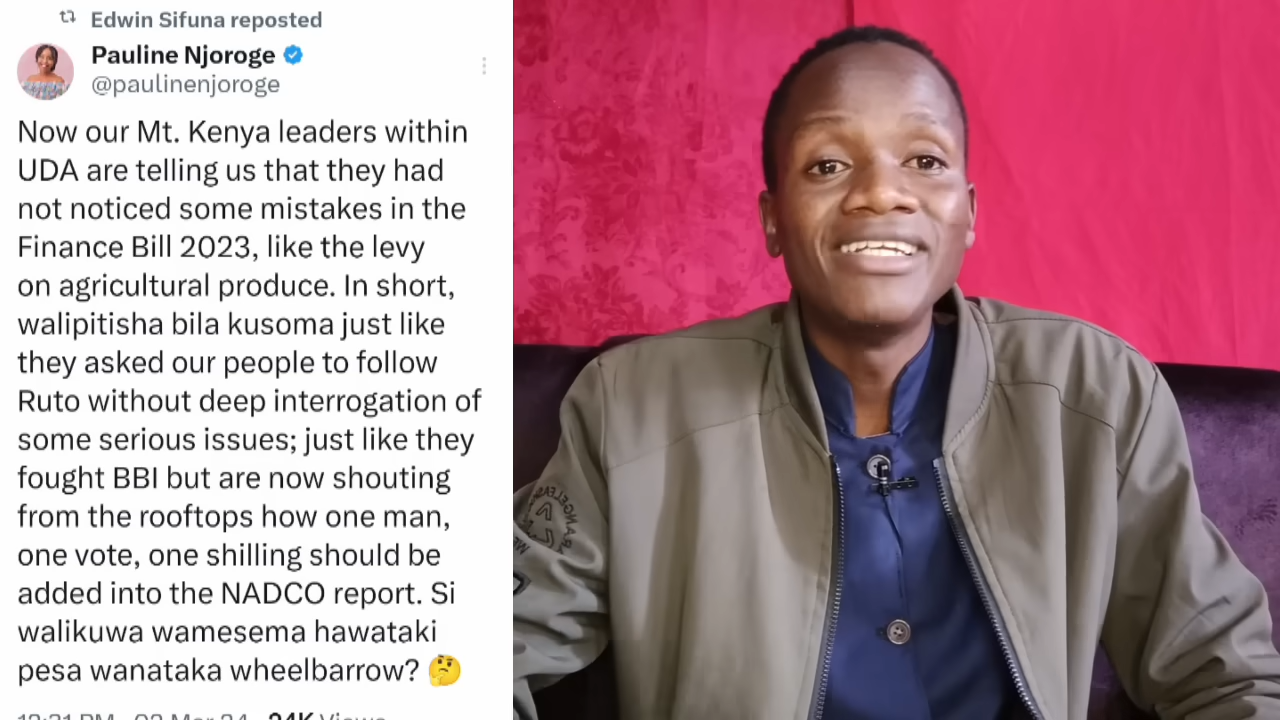 Edwin Sifuna reposted
Pauline Njoroge
@paulinenjoroge
Now our Mt. Kenya leaders within
UDA are telling us that they had
not noticed some mistakes in the
Finance Bill 2023, like the levy
on agricultural produce. In short,
walipitisha bila kusoma just like
they asked our people to follow
Ruto without deep interrogation of
some serious issues; just like they
fought BBI but are now shouting
from the rooftops how one man,
one vote, one shilling should be
added into the NADCO report. Si
walikuwa wamesema hawataki
pesa wanataka wheelbarrow? 🤔